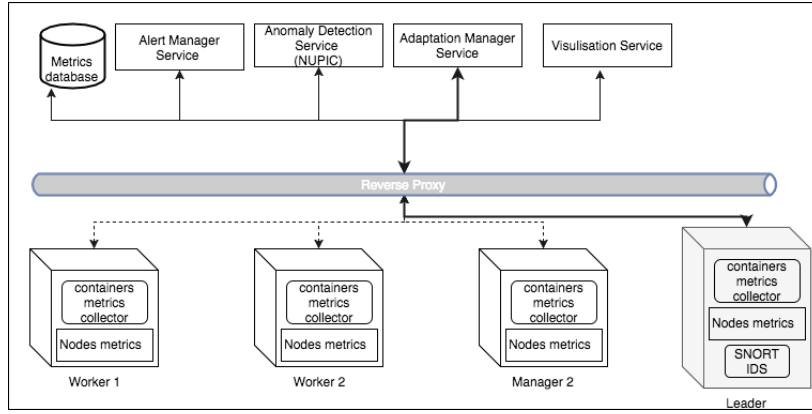 Metrics
database
Alert Manager
Service
Anomaly Detection
Service
(NUPIC)
Adaptation Manager
Service
Visulisation Service
Reverse Proxy
containers
metrics
collector
Nodes metrics
Worker 1
containers
metrics
collector
Nodes metrics
Worker 2
containers
metrics
collector
Nodes metrics
Manager 2
containers
metrics
collector
Nodes metrics
SNORT
IDS
Leader